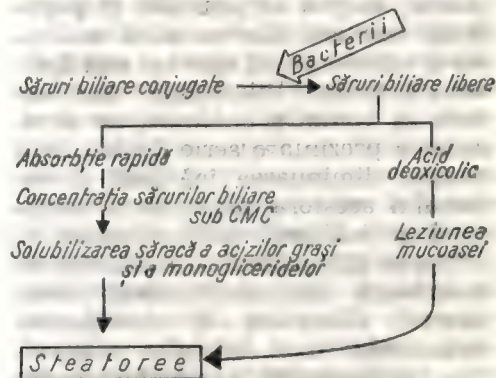 Bacterii
Săruri biliare conjugate
Săruri biliare libere
Absorbție rapidă
Concentrația sărurilor biliare
sub CMC
Solubilizarea săracă a acizilor grași
și a monogliceridelor
Acid
deoxicolic
Leziunea
mucoasei
Steatoree